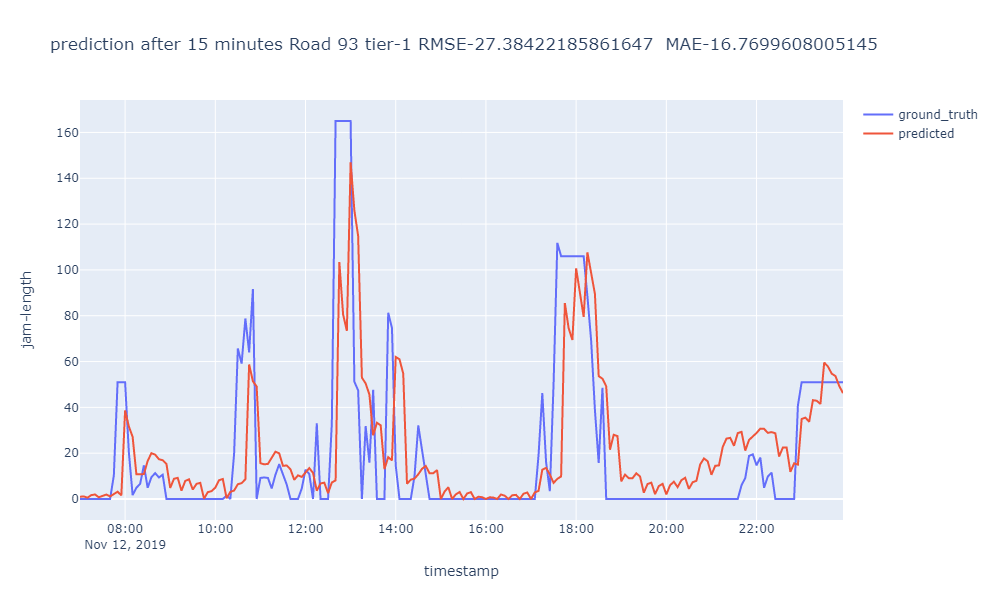 prediction after 15 minutes Road 93 tier-1 RMSE-27.38422185861647 MAE-16.7699608005145
ground_truth
predicted
160
140
120
100
80
60
40
20
0
jam-length
08:00 10:00 12:00 14:00 16:00 18:00 20:00 22:00
Nov 12, 2019
timestamp